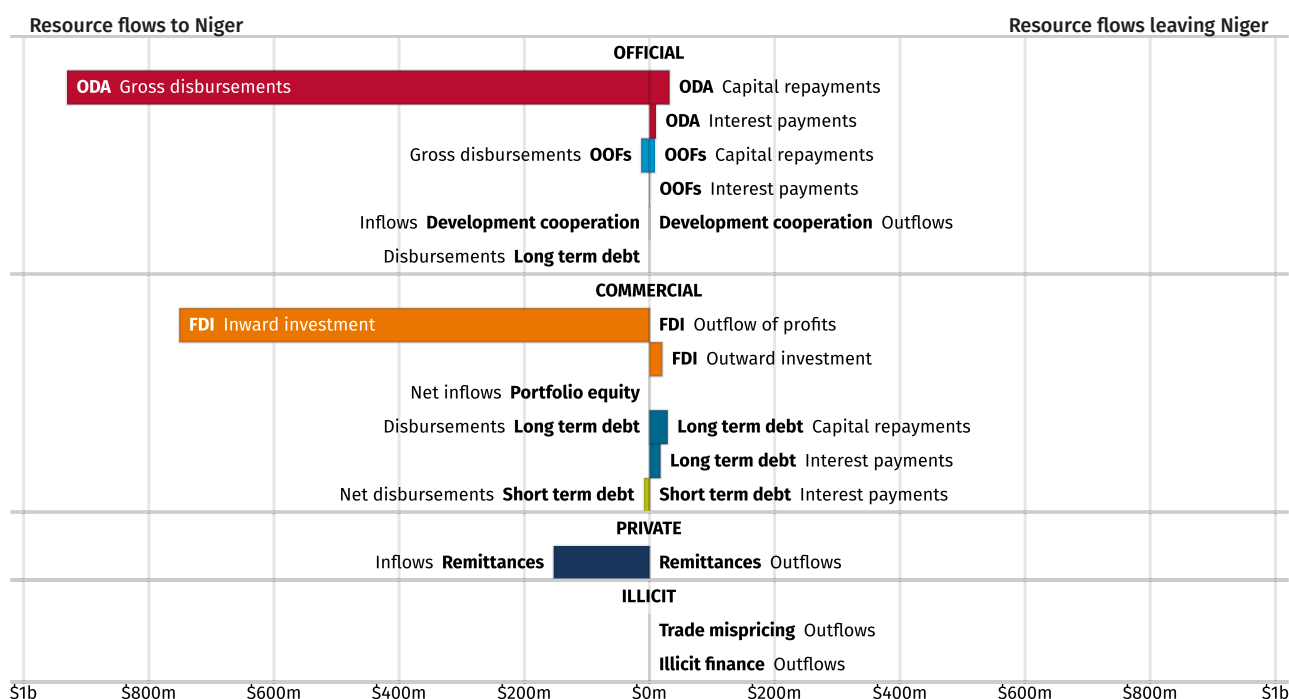 Resource flows to Niger Resource flows leaving Niger
OFFICIAL
ODA Gross disbursements ODA Capital repayments
ODA Interest payments
Gross disbursements OOFs OOFs Capital repayments
OOFs Interest payments
Inflows Development cooperation Development cooperation Outflows
Disbursements Long term debt
COMMERCIAL
FDI Inward investment FDI Outflow of profits
FDI Outward investment
Net inflows Portfolio equity
Disbursements Long term debt Long term debt Capital repayments
Long term debt Interest payments
Net disbursements Short term debt Short term debt Interest payments
PRIVATE
Inflows Remittances Remittances Outflows
ILLICIT
Trade mispricing Outflows
Illicit finance Outflows
$1b $800m $600m $400m $200m $0m $200m $400m $600m $800m $1b